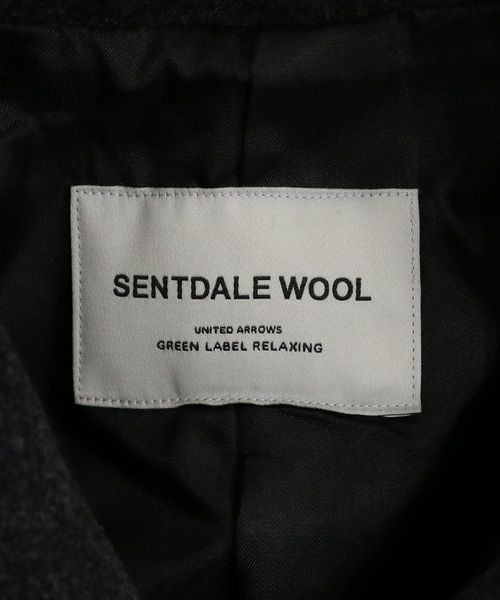 SENTDALE WOOL
UNITED ARROWS
GREEN LABEL RELAXING